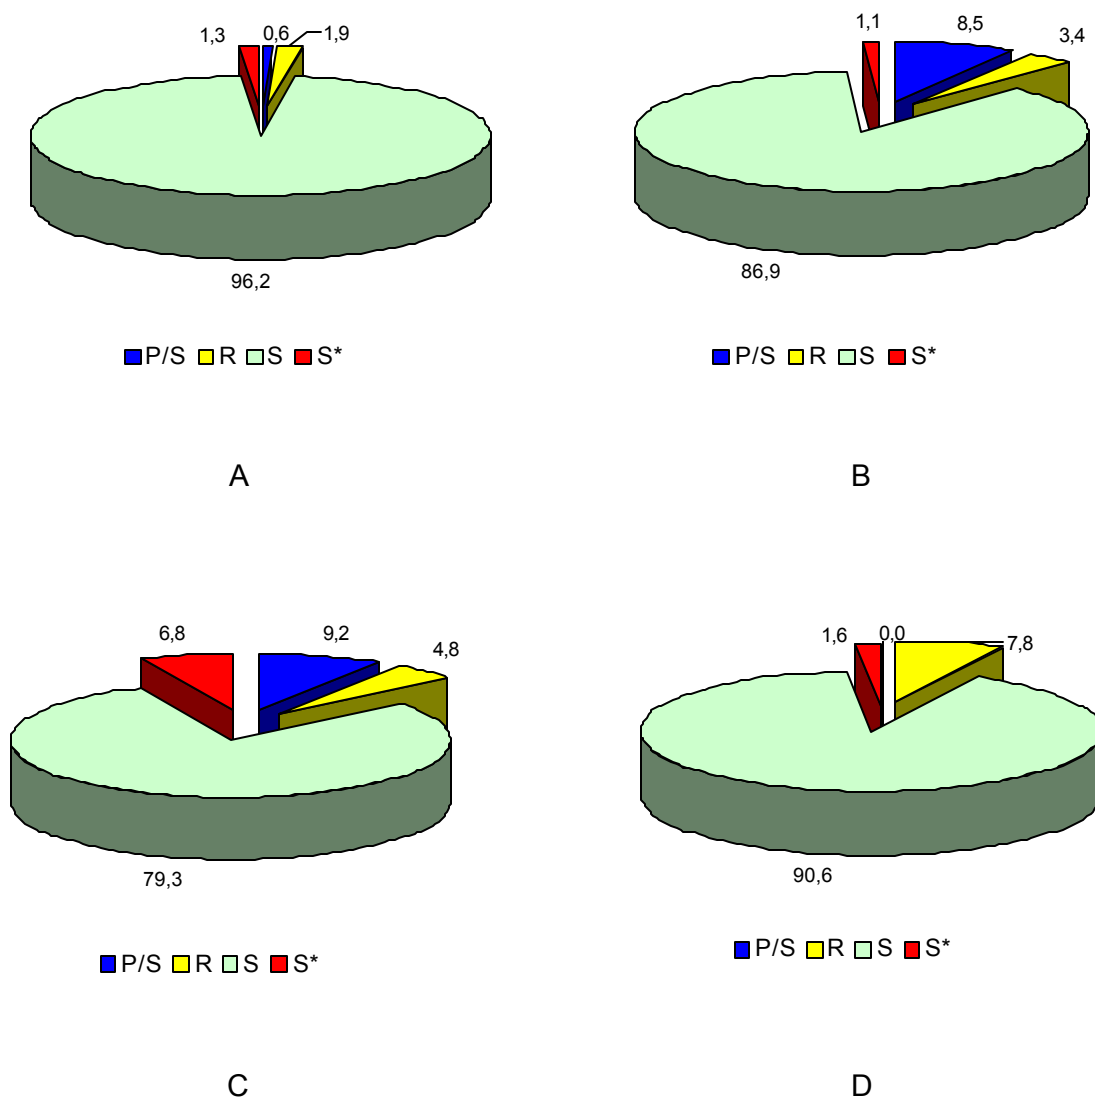 1,3 0,6 1,9
96,2
P/S R S S*
A
1,1 8,5 3,4
86,9
P/S R S S*
B
6,8 9,2 4,8
79,3
P/S R S S*
C
1,6 0,0 7,8
90,6
P/S R S S*
D